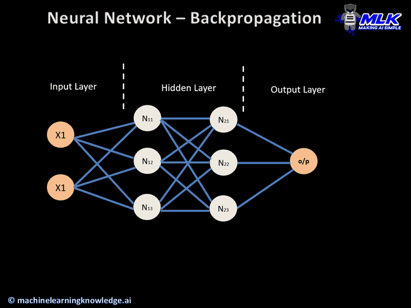 Neural Network – Backpropagation
MLK
MAKING AI SIMPLE
Input Layer
Hidden Layer
Output Layer
X1
X1
N11
N12
N13
N21
N22
N23
o/p
© machinelearningknowledge.ai